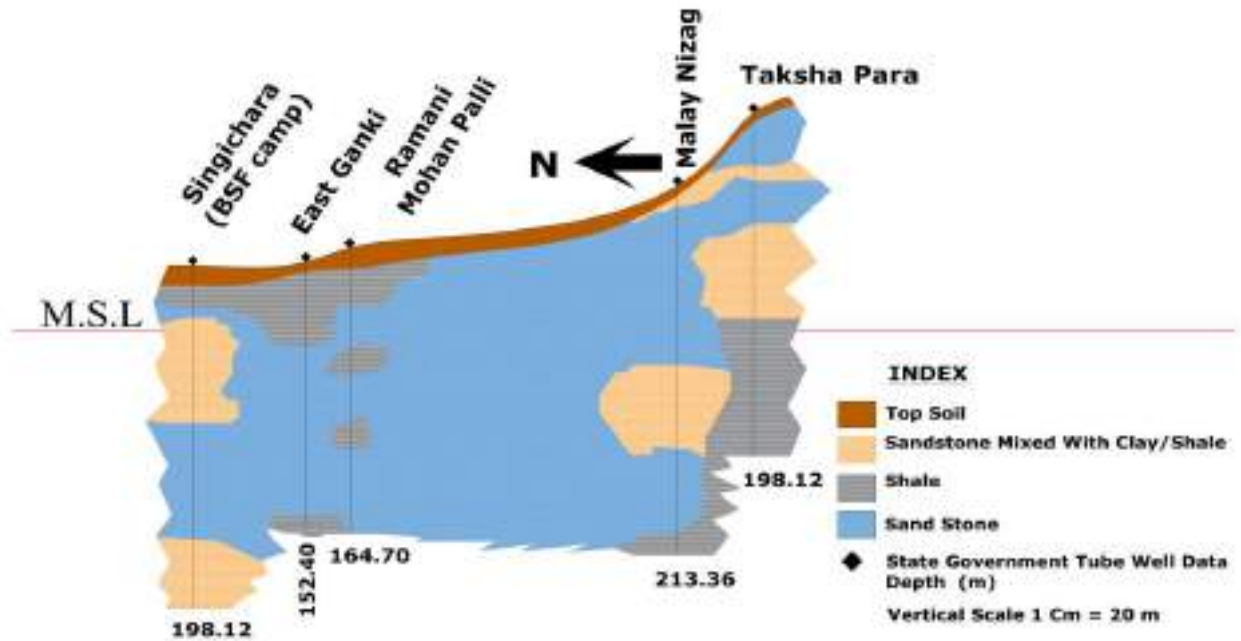 Singichara
(BSF camp)
East Ganki
Ramani
Mohan Palli
N
Malay Nizag
Taksha Para
M.S.L
198.12
152.40
164.70
213.36
198.12
INDEX
Top Soil
Sandstone Mixed With Clay/Shale
Shale
Sand Stone
State Government Tube Well Data
Depth (m)
Vertical Scale 1 Cm = 20 m